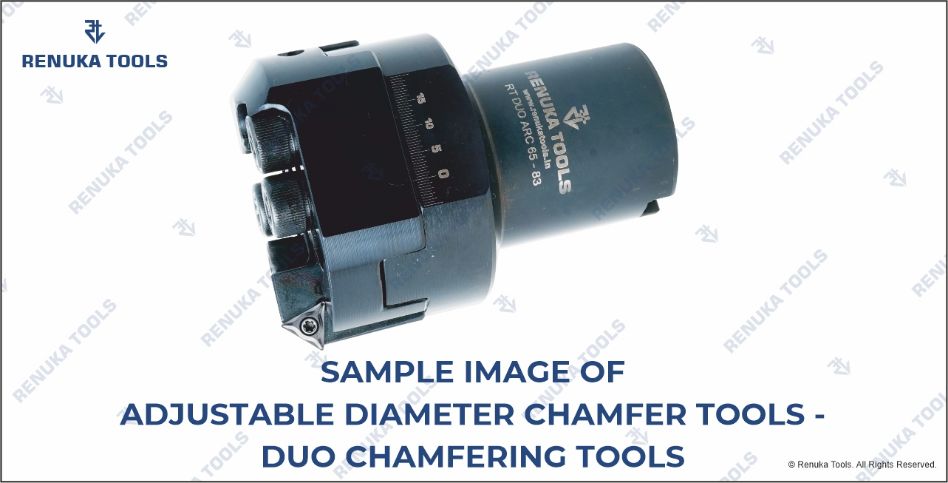 RENUKA TOOLS
15
10
5
0
RENUKA TOOLS
www.renukatools.in
RT DUO ARC 65 - 83
SAMPLE IMAGE OF
ADJUSTABLE DIAMETER CHAMFER TOOLS -
DUO CHAMFERING TOOLS
© Renuka Tools. All Rights Reserved.